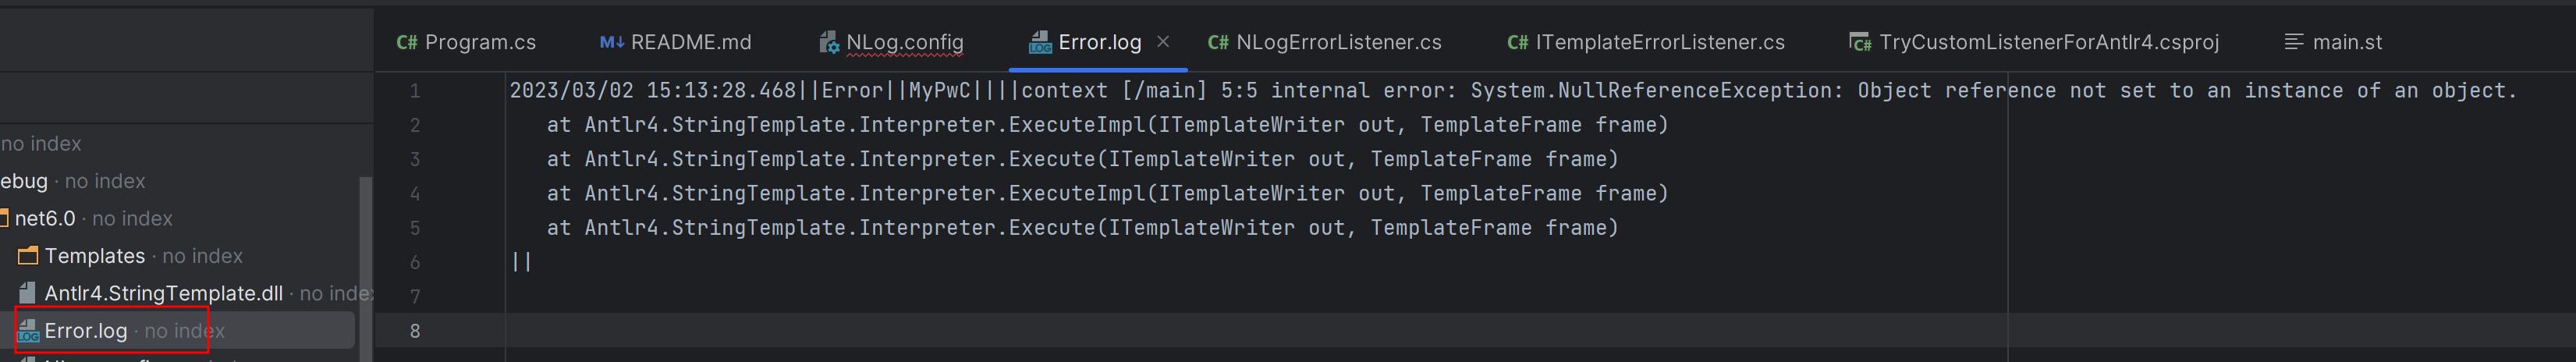 Program.cs README.md NLog.config Error.log NLogErrorListener.cs ITemplateErrorListener.cs TryCustomListenerForAntlr4.csproj main.st
no index
ebug · no index
net6.0 · no index
Templates · no index
Antlr4.StringTemplate.dll · no inde
Error.log · no index
1 2023/03/02 15:13:28.468||Error||MyPwC||||context [/main] 5:5 internal error: System.NullReferenceException: Object reference not set to an instance of an object.
2 at Antlr4.StringTemplate.Interpreter.ExecuteImpl(ITemplateWriter out, TemplateFrame frame)
3 at Antlr4.StringTemplate.Interpreter.Execute(ITemplateWriter out, TemplateFrame frame)
4 at Antlr4.StringTemplate.Interpreter.ExecuteImpl(ITemplateWriter out, TemplateFrame frame)
5 at Antlr4.StringTemplate.Interpreter.Execute(ITemplateWriter out, TemplateFrame frame)
6 ||
7
8